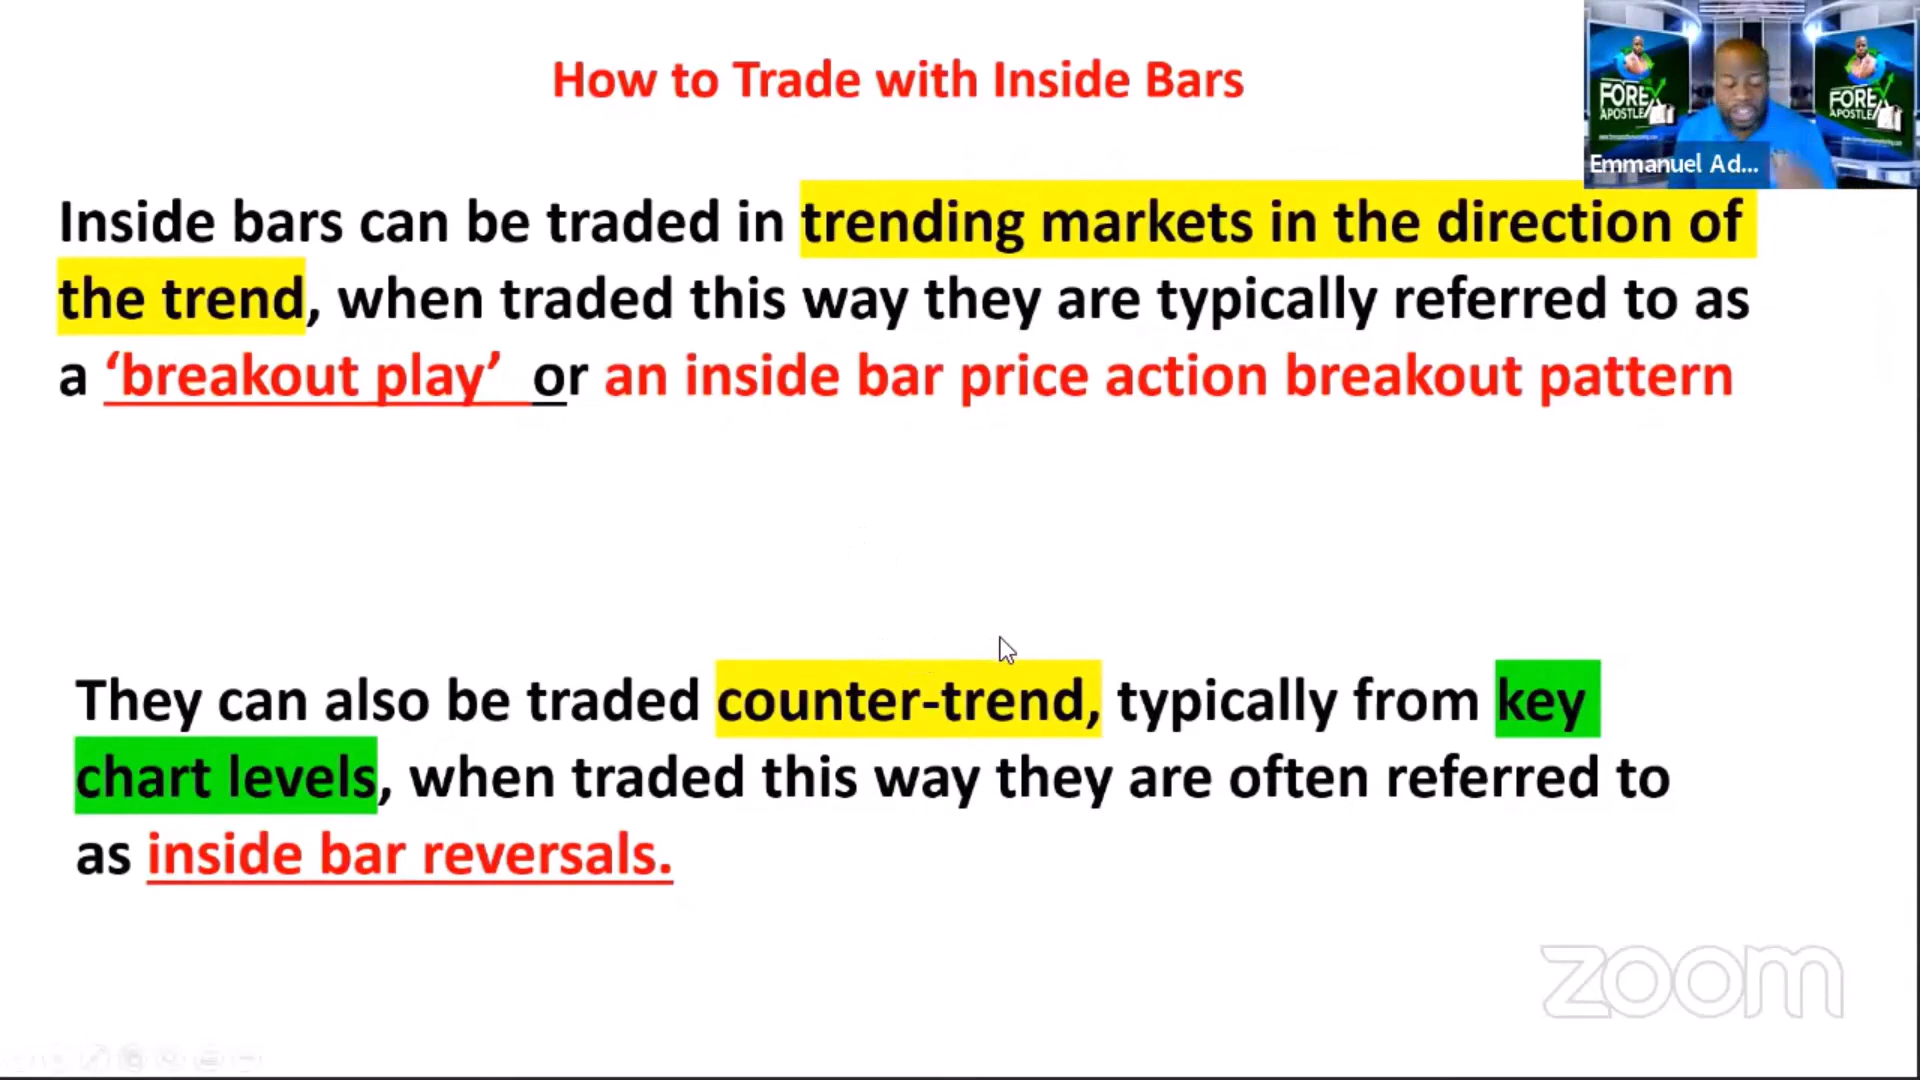 How to Trade with Inside Bars
FOREX
APOSTLE
FOREX
APOSTLE
Emmanuel Ad...
Inside bars can be traded in trending markets in the direction of
the trend, when traded this way they are typically referred to as
a ‘breakout play’ or an inside bar price action breakout pattern
They can also be traded counter-trend, typically from key
chart levels, when traded this way they are often referred to
as inside bar reversals.
zoom